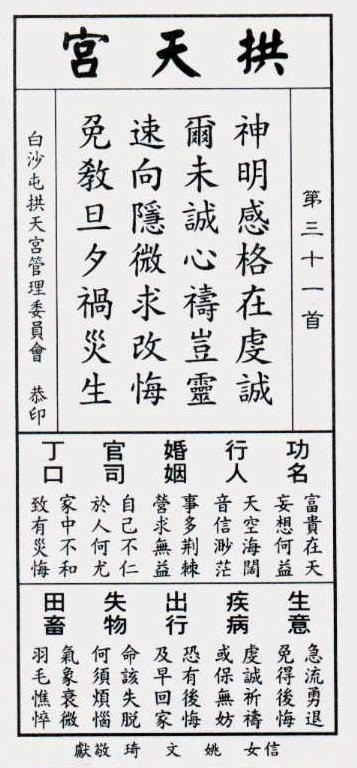 拱天宮
第三十一首
神明感格在虔誠
爾未誠心禱豈靈
速向隱微求改悔
免教旦夕禍災生
白沙屯拱天宮管理委員會 恭印
功名
富貴在天
妄想何益
行人
天空海闊
音信渺茫
婚姻
事多荆棘
營求無益
官司
自己不仁
於人何尤
丁口
家中不和
致有災悔
生意
急流勇退
免得後悔
疾病
虔誠祈禱
或保無妨
出行
恐有後悔
及早回家
失物
命該失脱
何須煩惱
田畜
氣象衰微
羽毛憔悴
信女 姚文琦 敬獻